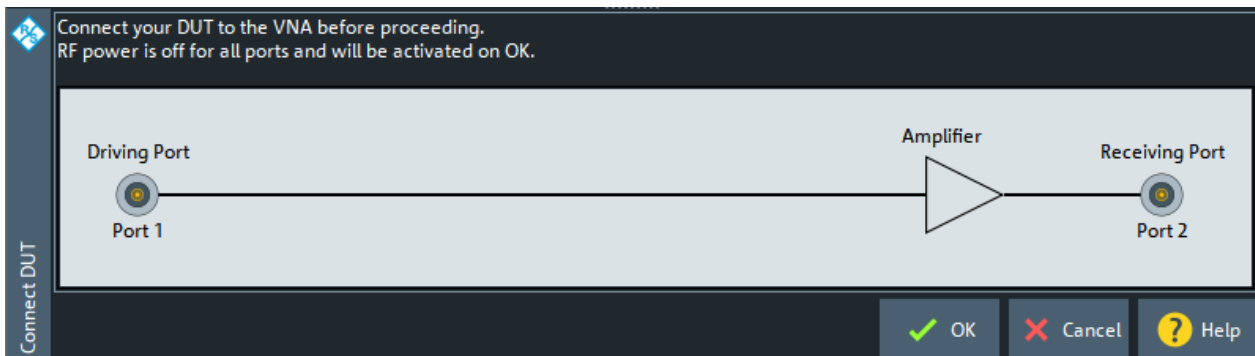 Connect your DUT to the VNA before proceeding.
RF power is off for all ports and will be activated on OK.
Driving Port
Port 1
Amplifier
Receiving Port
Port 2
Connect DUT
OK
Cancel
? Help